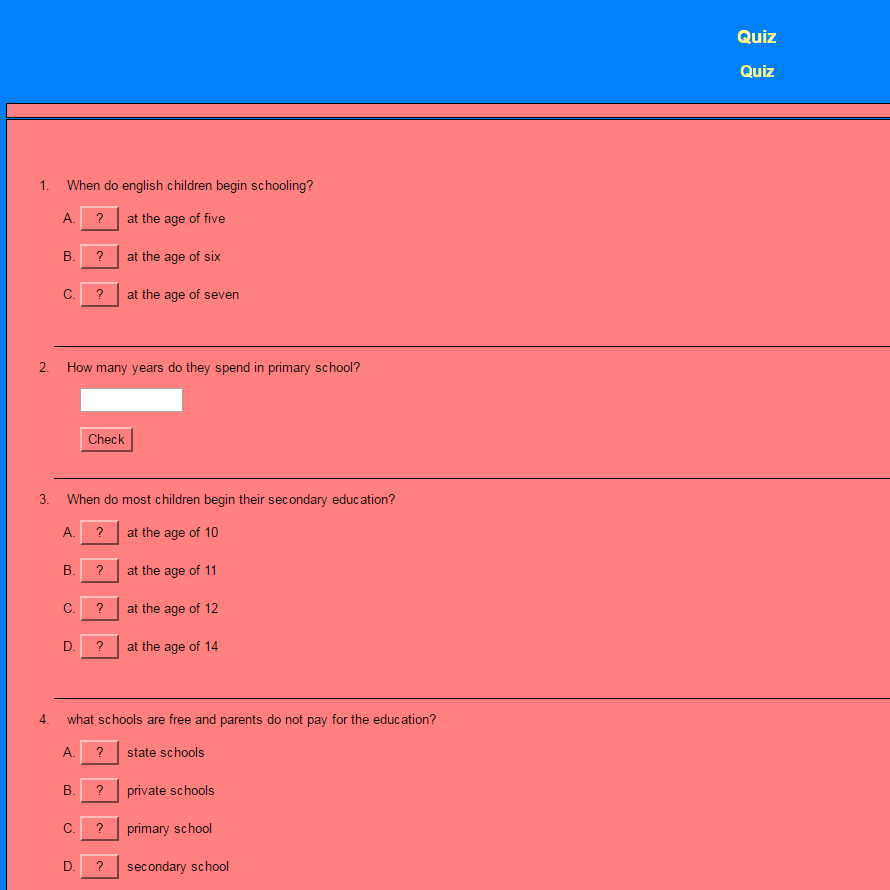 Quiz
Quiz
1. When do english children begin schooling?
A. ? at the age of five
B. ? at the age of six
C. ? at the age of seven
2. How many years do they spend in primary school?
Check
3. When do most children begin their secondary education?
A. ? at the age of 10
B. ? at the age of 11
C. ? at the age of 12
D. ? at the age of 14
4. what schools are free and parents do not pay for the education?
A. ? state schools
B. ? private schools
C. ? primary school
D. ? secondary school